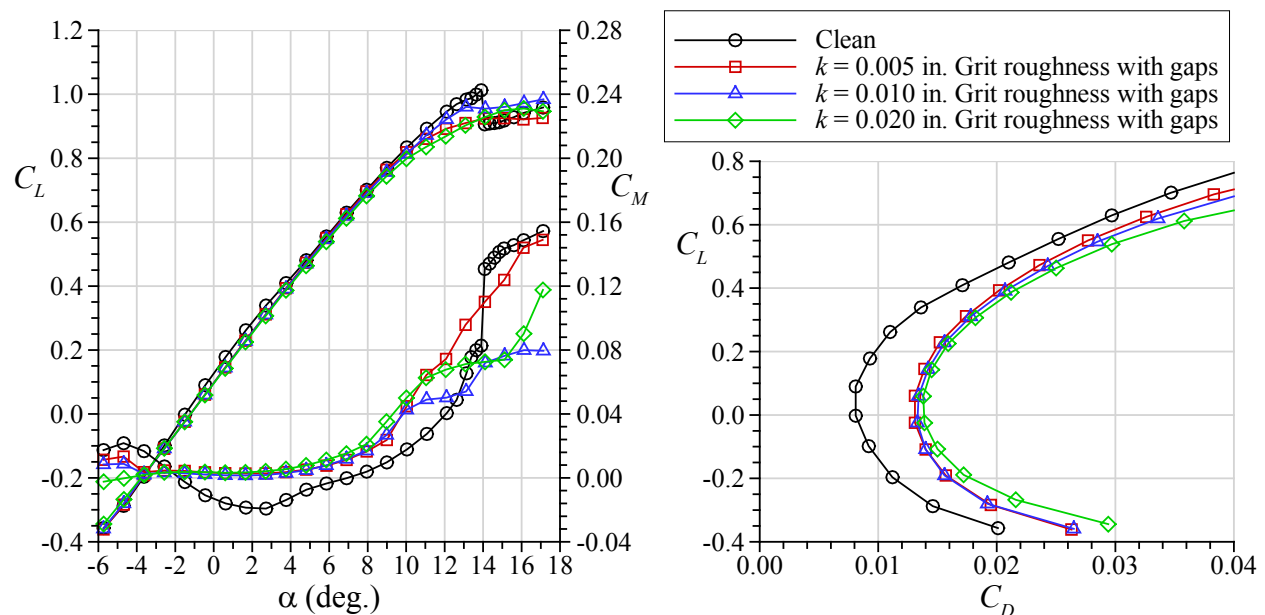 1.2
1.0
0.8
0.6
0.4
0.2
0.0
-0.2
-0.4
C_L
0.28
0.24
0.20
0.16
0.12
0.08
0.04
0.00
-0.04
C_M
-6 -4 -2 0 2 4 6 8 10 12 14 16 18
α (deg.)
Clean
k = 0.005 in. Grit roughness with gaps
k = 0.010 in. Grit roughness with gaps
k = 0.020 in. Grit roughness with gaps
0.8
0.6
0.4
0.2
0.0
-0.2
-0.4
C_L
0.00 0.01 0.02 0.03 0.04
C_D